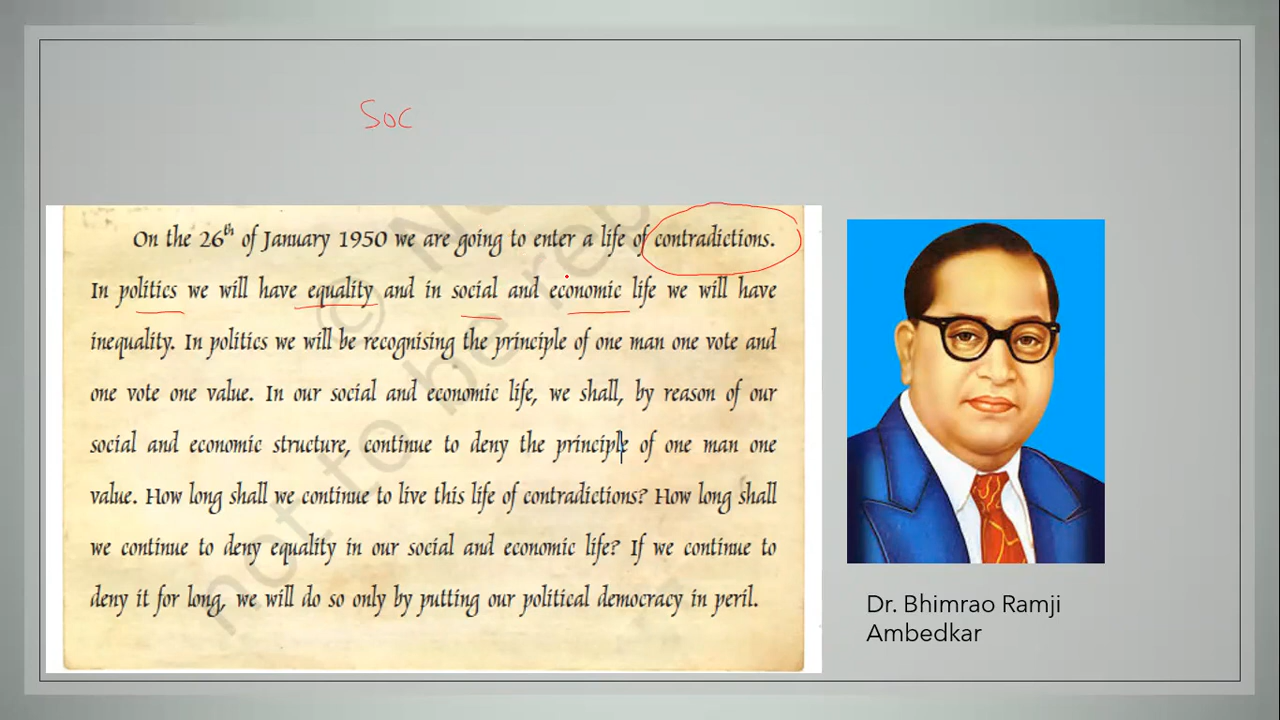 Soc
On the 26th of January 1950 we are going to enter a life of contradictions.
In politics we will have equality and in social and economic life we will have
inequality. In politics we will be recognising the principle of one man one vote and
one vote one value. In our social and economic life, we shall, by reason of our
social and economic structure, continue to deny the principle of one man one
value. How long shall we continue to live this life of contradictions? How long shall
we continue to deny equality in our social and economic life? If we continue to
deny it for long, we will do so only by putting our political democracy in peril.
Dr. Bhimrao Ramji
Ambedkar